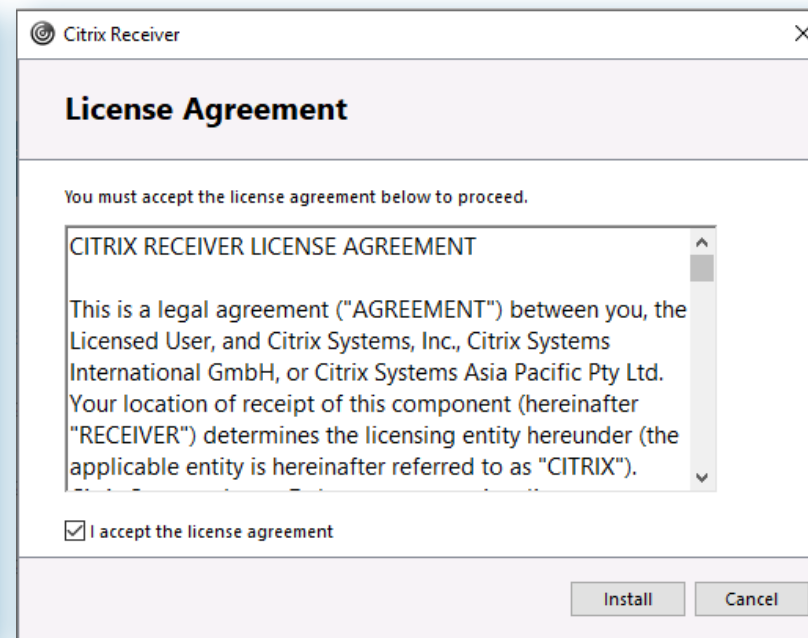 Citrix Receiver
License Agreement
You must accept the license agreement below to proceed.
CITRIX RECEIVER LICENSE AGREEMENT
This is a legal agreement ("AGREEMENT") between you, the
Licensed User, and Citrix Systems, Inc., Citrix Systems
International GmbH, or Citrix Systems Asia Pacific Pty Ltd.
Your location of receipt of this component (hereinafter
"RECEIVER") determines the licensing entity hereunder (the
applicable entity is hereinafter referred to as "CITRIX").
I accept the license agreement
Install
Cancel